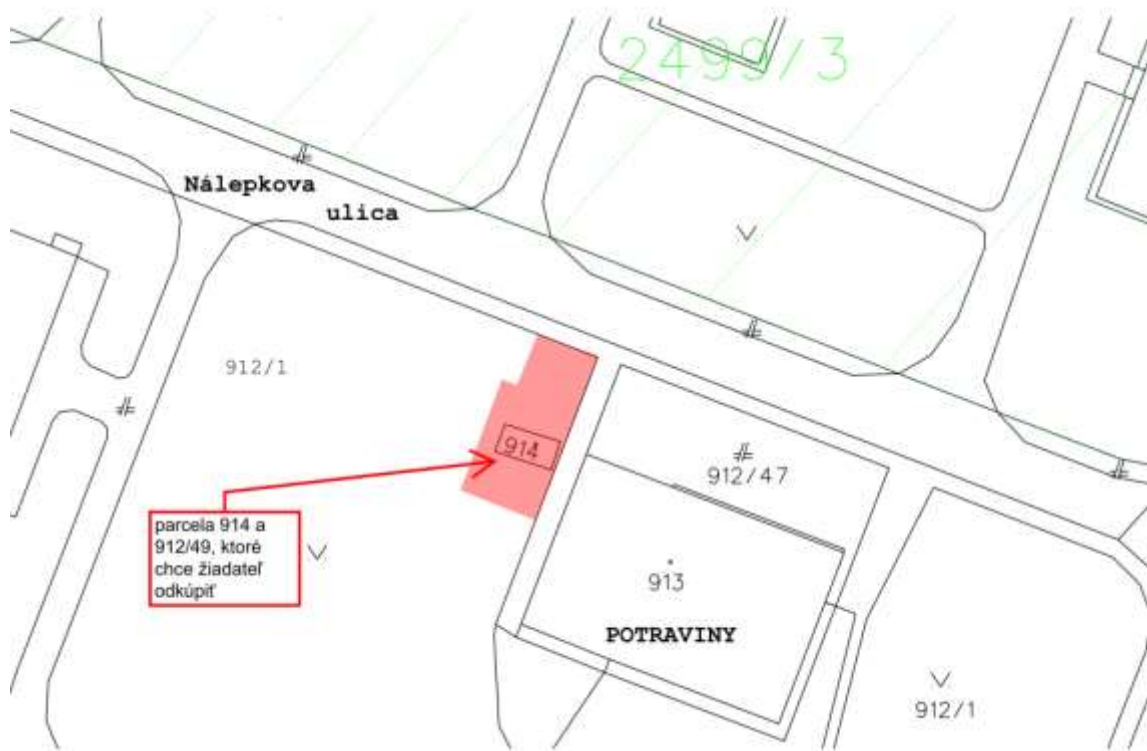 2499/3
Nálepkova
ulica
912/1
914
912/47
parcela 914 a
912/49, ktoré
chce žiadateľ
odkúpiť
913
POTRAVINY
912/1